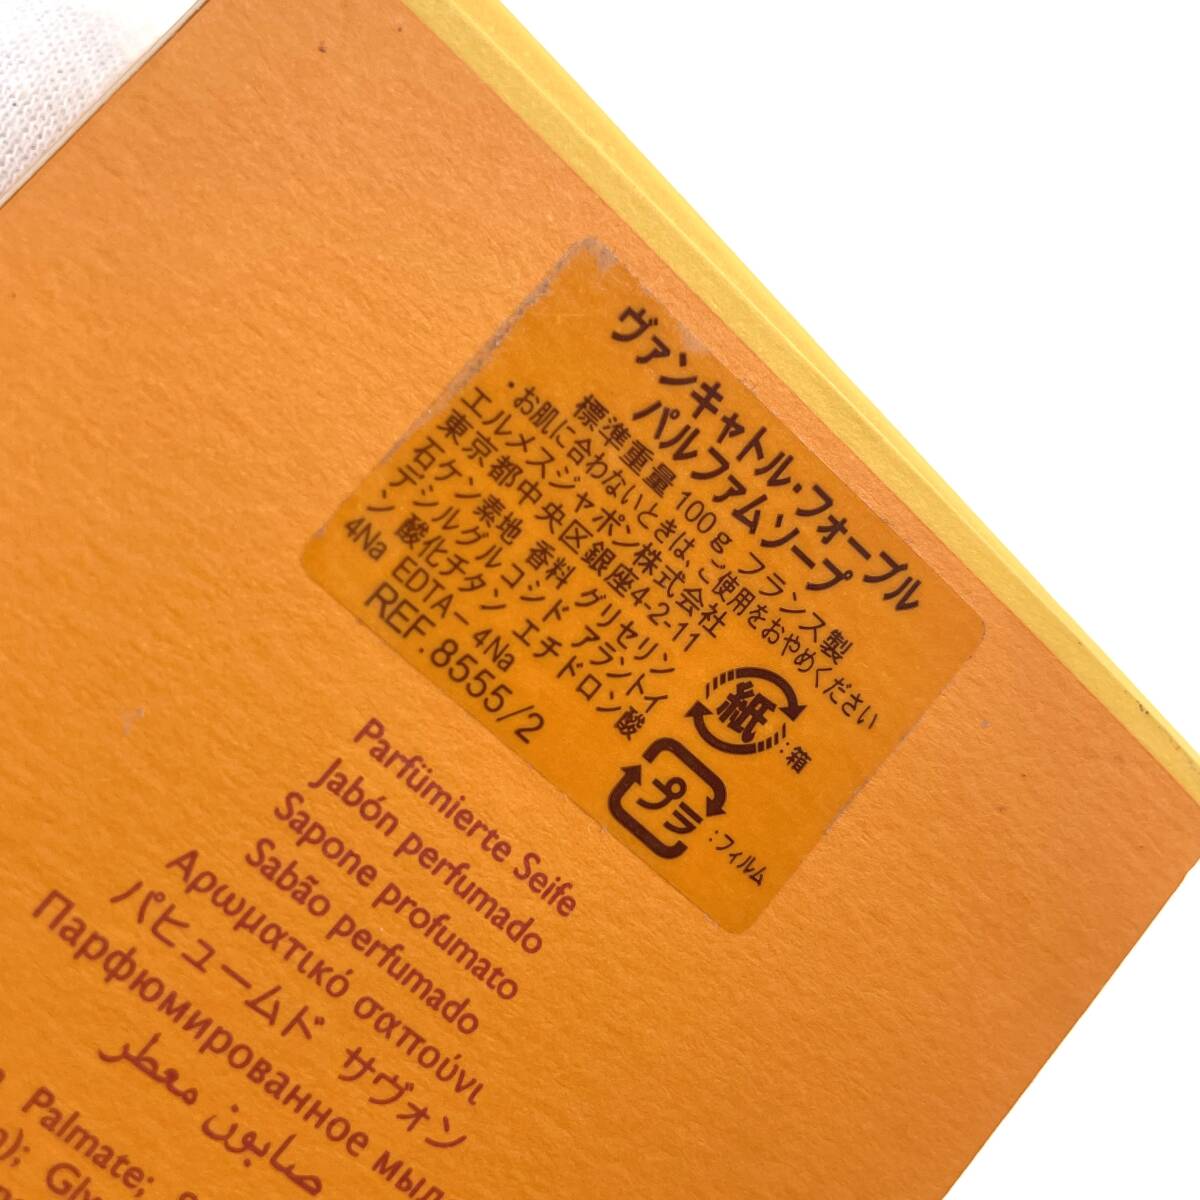 ヴァンキャトル・フォーブル
パルファムソープ
標準重量 100g フランス製
・お肌に合わないときは、ご使用をおやめください
エルメスジャポン株式会社
東京都中央区銀座4-2-11
石ケン素地 香料 グリセリン
デシルグルコシド アラントイ
ン 酸化チタン エチドロン酸
4Na EDTA-4Na
REF.8555/2
紙:箱
プラ:フィルム
Parfümierte Seife
Jabón perfumado
Sapone profumato
Sabão perfumado
Αρωματικό σαπούνι
パヒュームド サヴォン
Парфюмированное
صابون معطر
Palmate;